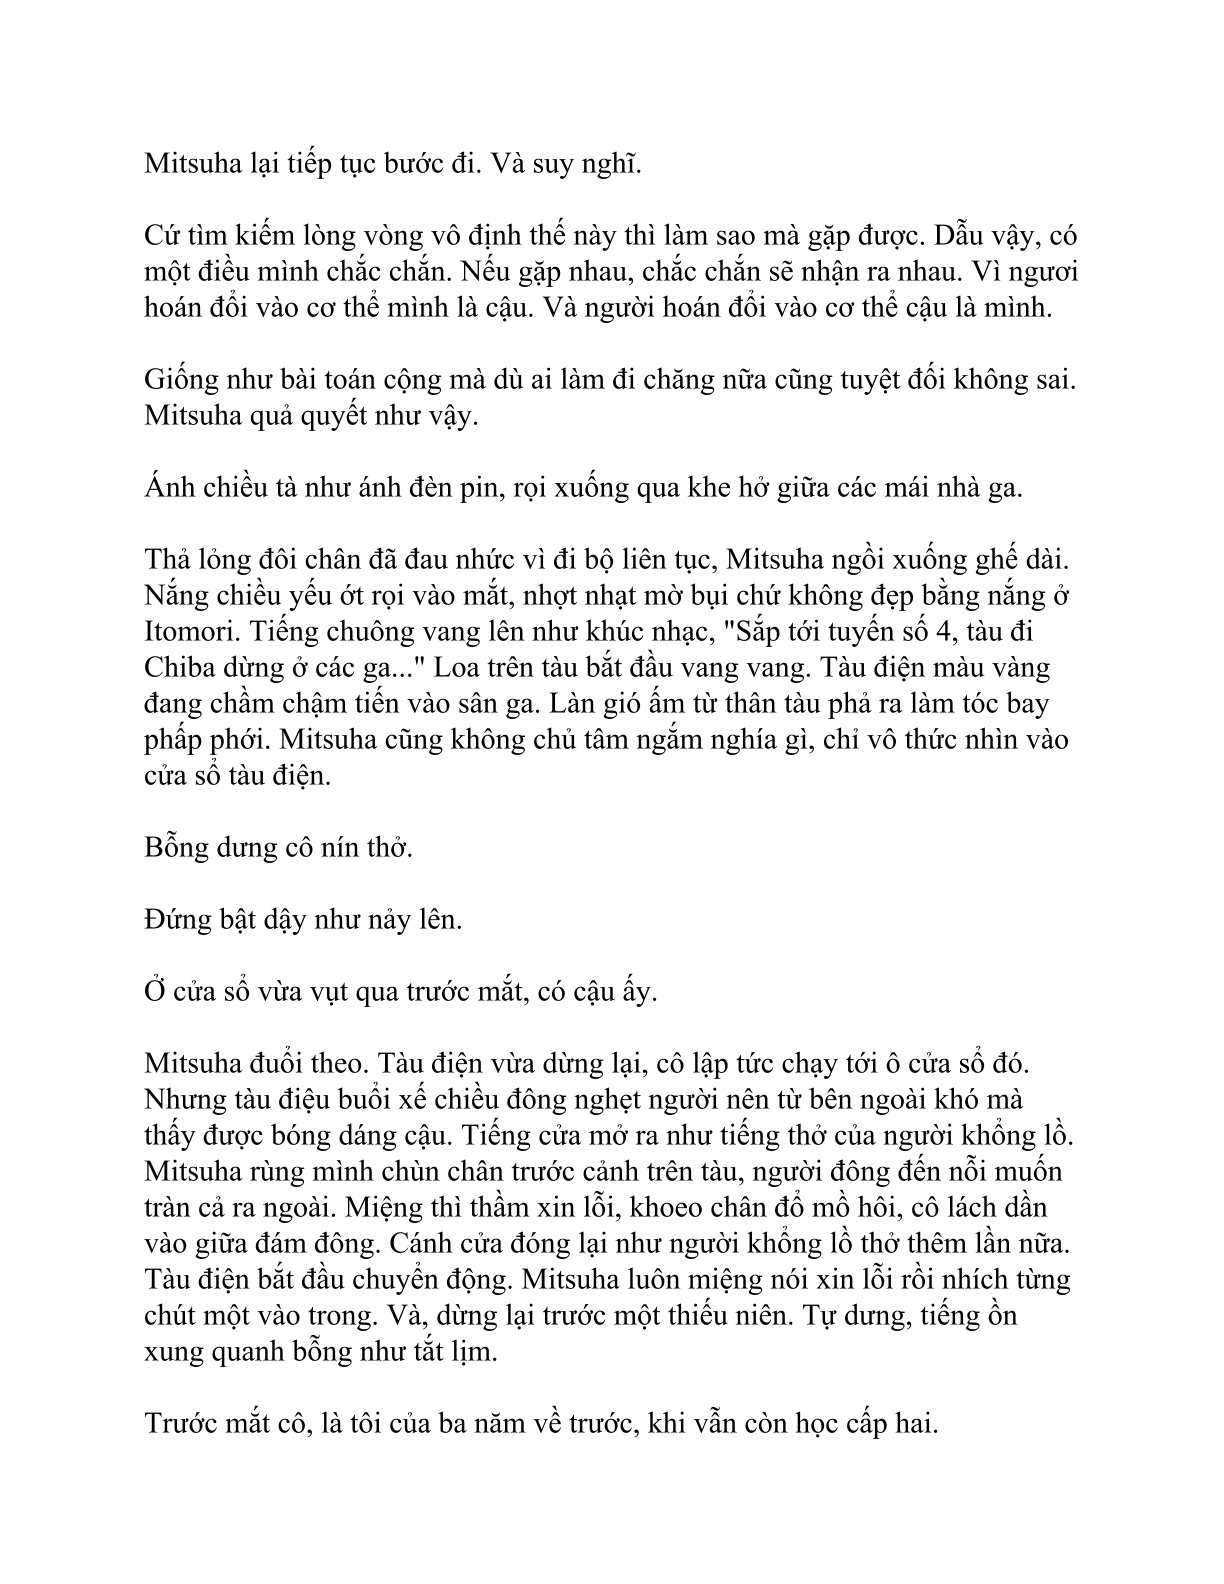 Mitsuha lại tiếp tục bước đi. Và suy nghĩ.
Cứ tìm kiếm lòng vòng vô định thế này thì làm sao mà gặp được. Dẫu vậy, có
một điều mình chắc chắn. Nếu gặp nhau, chắc chắn sẽ nhận ra nhau. Vì ngươi
hoán đổi vào cơ thể mình là cậu. Và người hoán đổi vào cơ thể cậu là mình.
Giống như bài toán cộng mà dù ai làm đi chăng nữa cũng tuyệt đối không sai.
Mitsuha quả quyết như vậy.
Ánh chiều tà như ánh đèn pin, rọi xuống qua khe hở giữa các mái nhà ga.
Thả lỏng đôi chân đã đau nhức vì đi bộ liên tục, Mitsuha ngồi xuống ghế dài.
Nắng chiều yếu ớt rọi vào mắt, nhợt nhạt mờ bụi chứ không đẹp bằng nắng ở
Itomori. Tiếng chuông vang lên như khúc nhạc, "Sắp tới tuyến số 4, tàu đi
Chiba dừng ở các ga..." Loa trên tàu bắt đầu vang vang. Tàu điện màu vàng
đang chầm chậm tiến vào sân ga. Làn gió ấm từ thân tàu phả ra làm tóc bay
phấp phới. Mitsuha cũng không chủ tâm ngắm nghía gì, chỉ vô thức nhìn vào
cửa sổ tàu điện.
Bỗng dưng cô nín thở.
Đứng bật dậy như nảy lên.
Ở cửa sổ vừa vụt qua trước mắt, có cậu ấy.
Mitsuha đuổi theo. Tàu điện vừa dừng lại, cô lập tức chạy tới ô cửa sổ đó.
Nhưng tàu điệu buổi xế chiều đông nghẹt người nên từ bên ngoài khó mà
thấy được bóng dáng cậu. Tiếng cửa mở ra như tiếng thở của người khổng lồ.
Mitsuha rùng mình chùn chân trước cảnh trên tàu, người đông đến nỗi muốn
tràn cả ra ngoài. Miệng thì thầm xin lỗi, khoeo chân đổ mồ hôi, cô lách dần
vào giữa đám đông. Cánh cửa đóng lại như người khổng lồ thở thêm lần nữa.
Tàu điện bắt đầu chuyển động. Mitsuha luôn miệng nói xin lỗi rồi nhích từng
chút một vào trong. Và, dừng lại trước một thiếu niên. Tự dưng, tiếng ồn
xung quanh bỗng như tắt lịm.
Trước mắt cô, là tôi của ba năm về trước, khi vẫn còn học cấp hai.